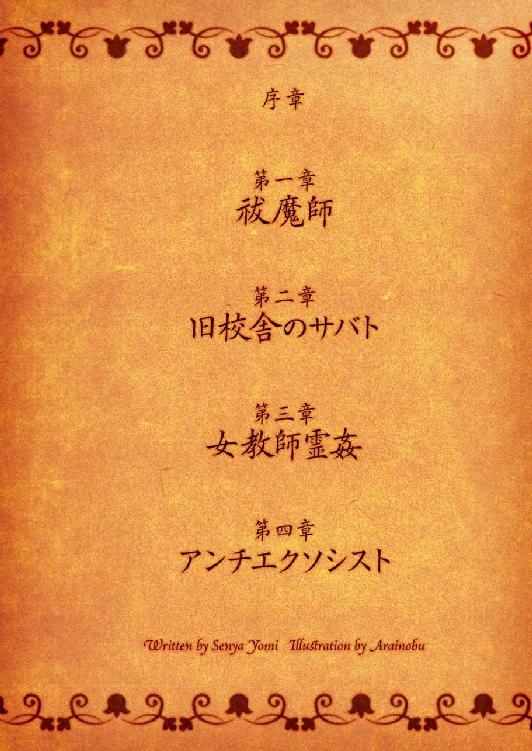 序章
第一章
祓魔師
第二章
旧校舎のサバト
第三章
女教師霊姦
第四章
アンチエクソシスト
Written by Senya Yomi Illustration by Arainobu